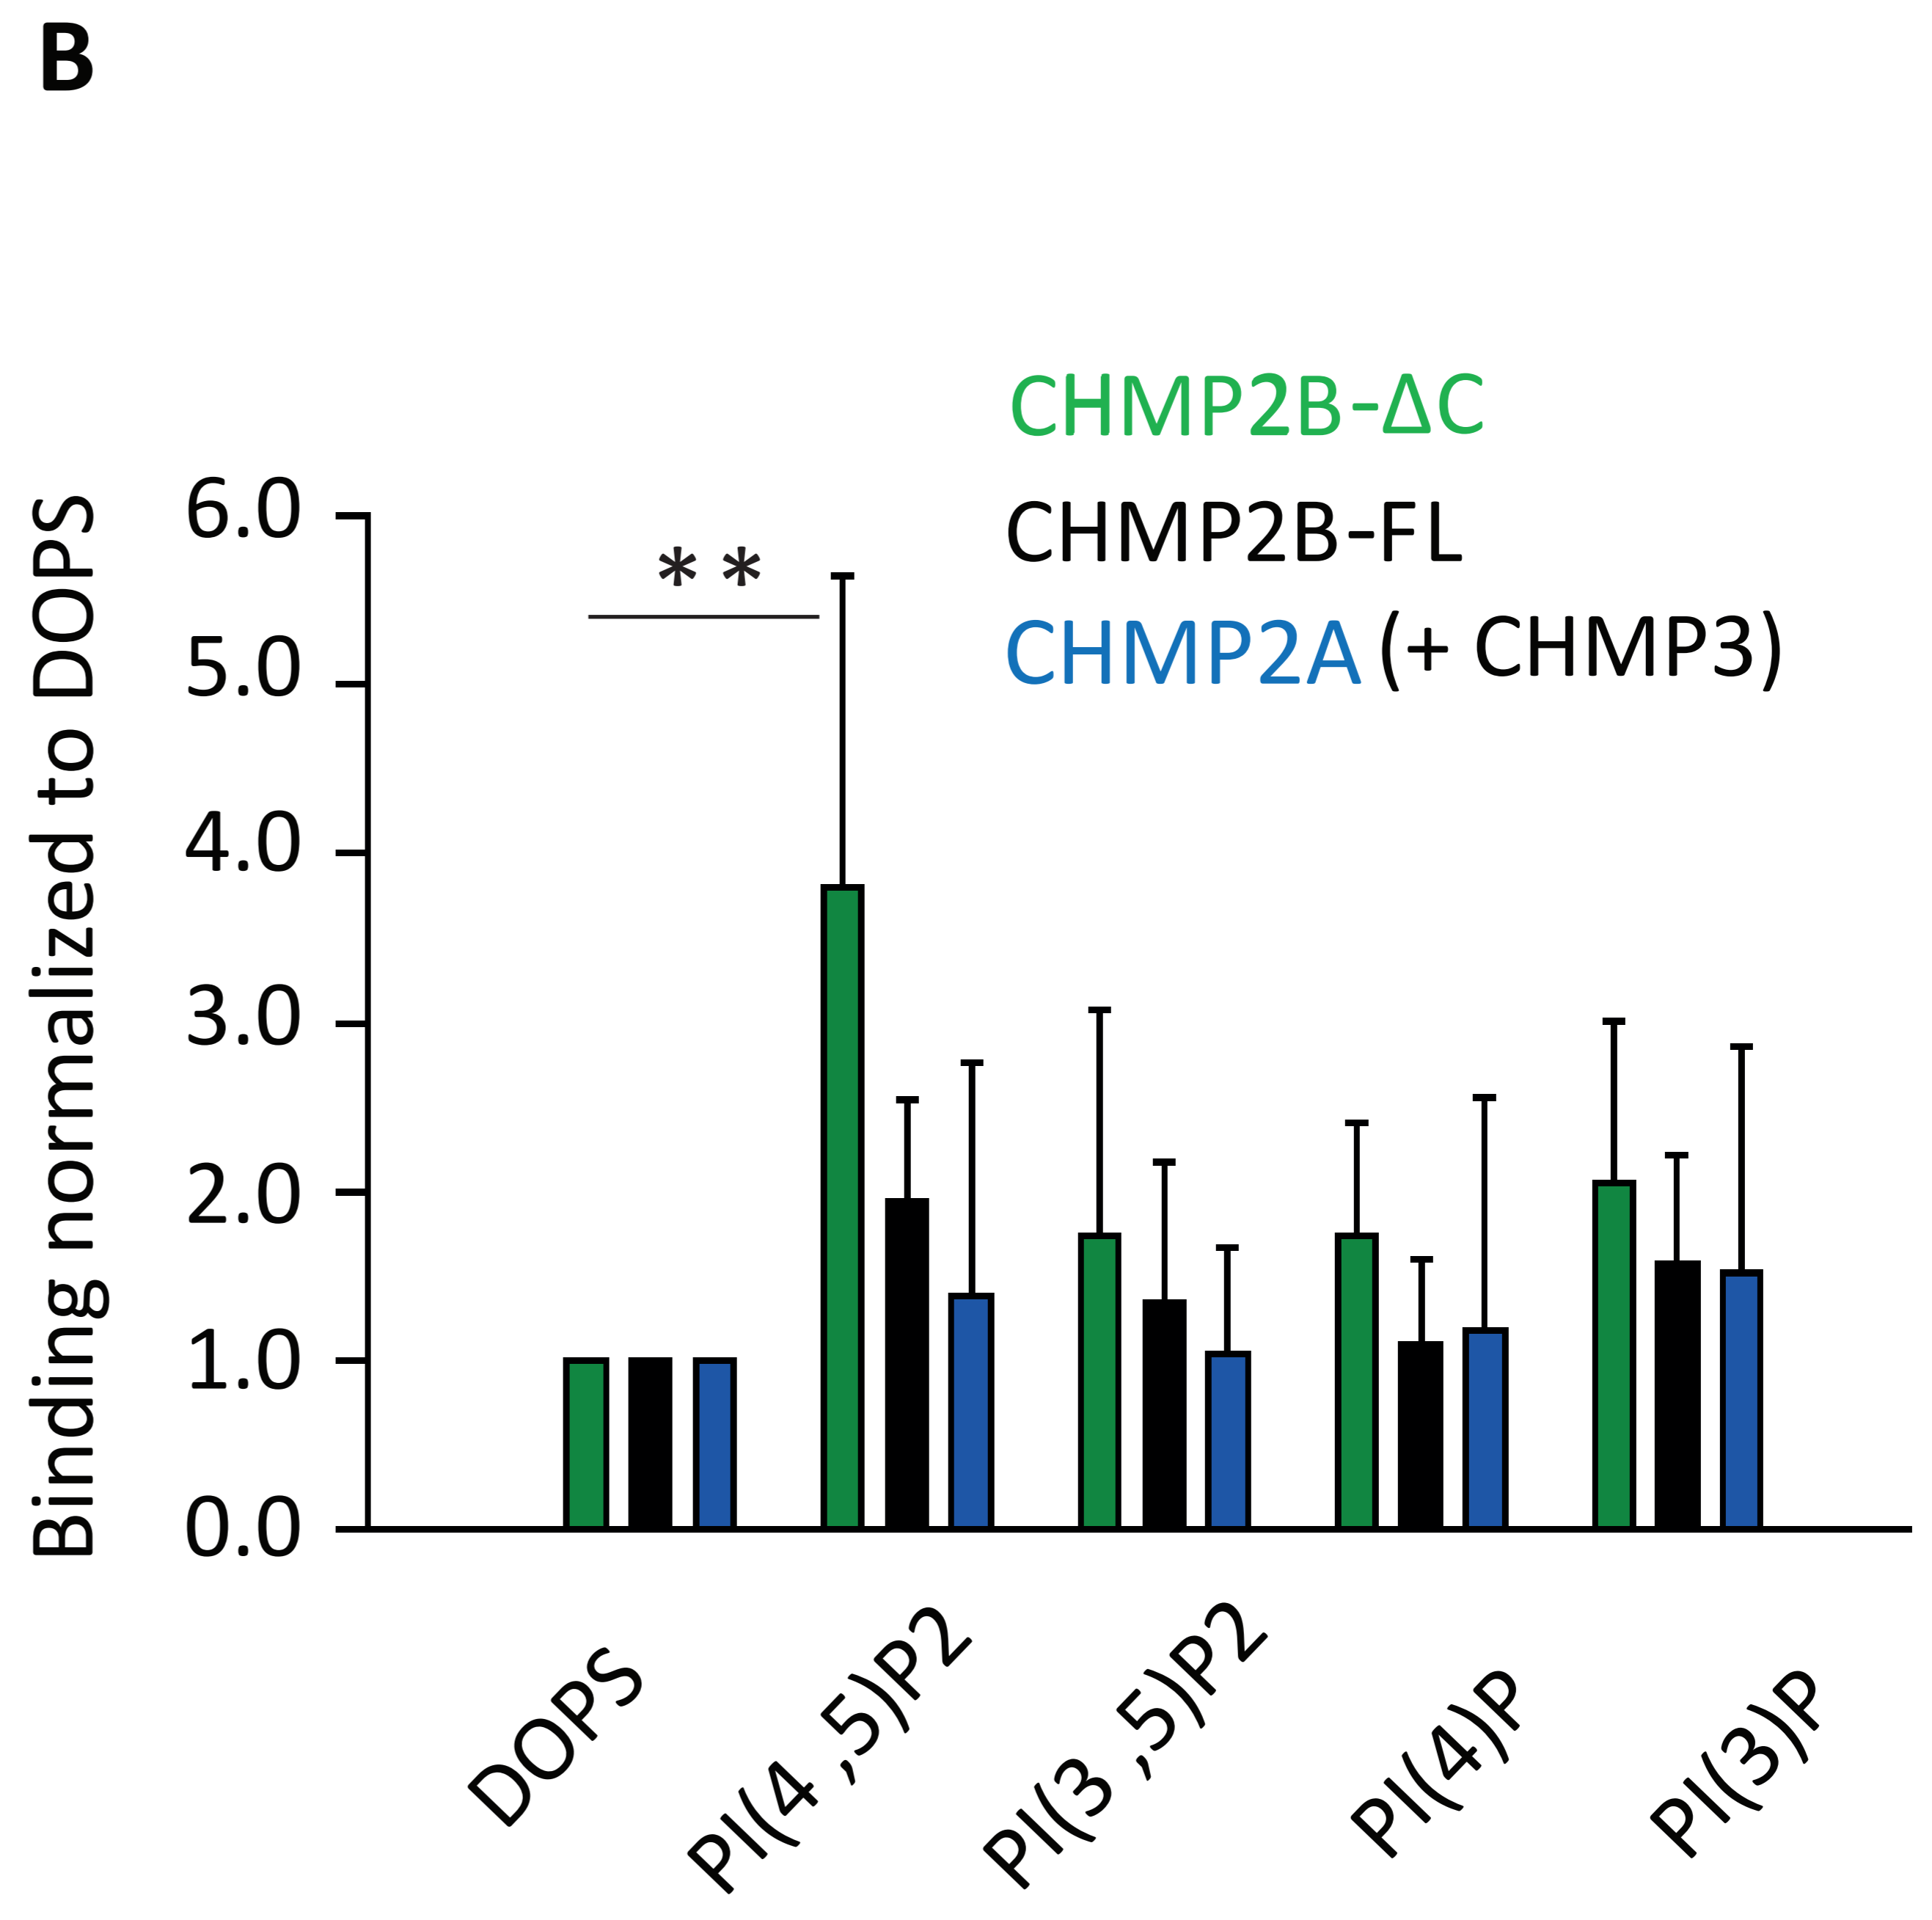 B
CHMP2B-ΔC
CHMP2B-FL
CHMP2A (+ CHMP3)
Binding normalized to DOPS
6.0
5.0
4.0
3.0
2.0
1.0
0.0
**
DOPS
PI(4,5)P2
PI(3,5)P2
PI(4)P
PI(3)P